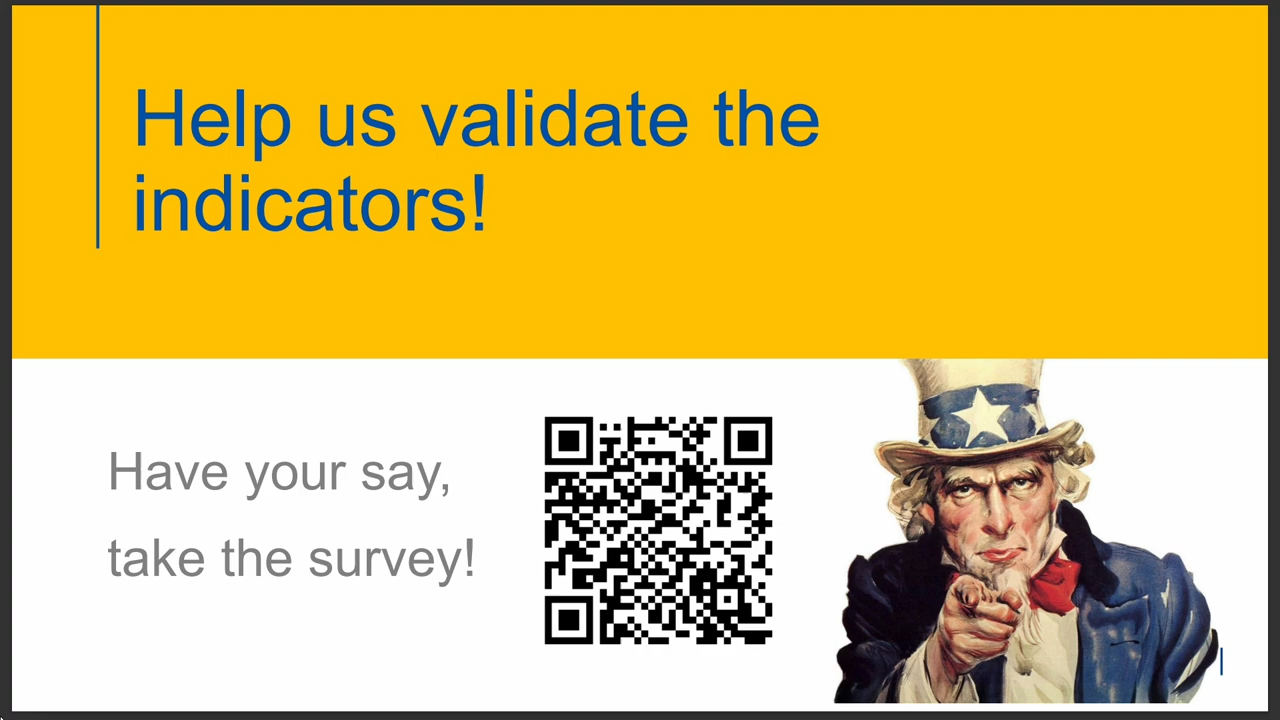 Help us validate the
indicators!
Have your say,
take the survey!